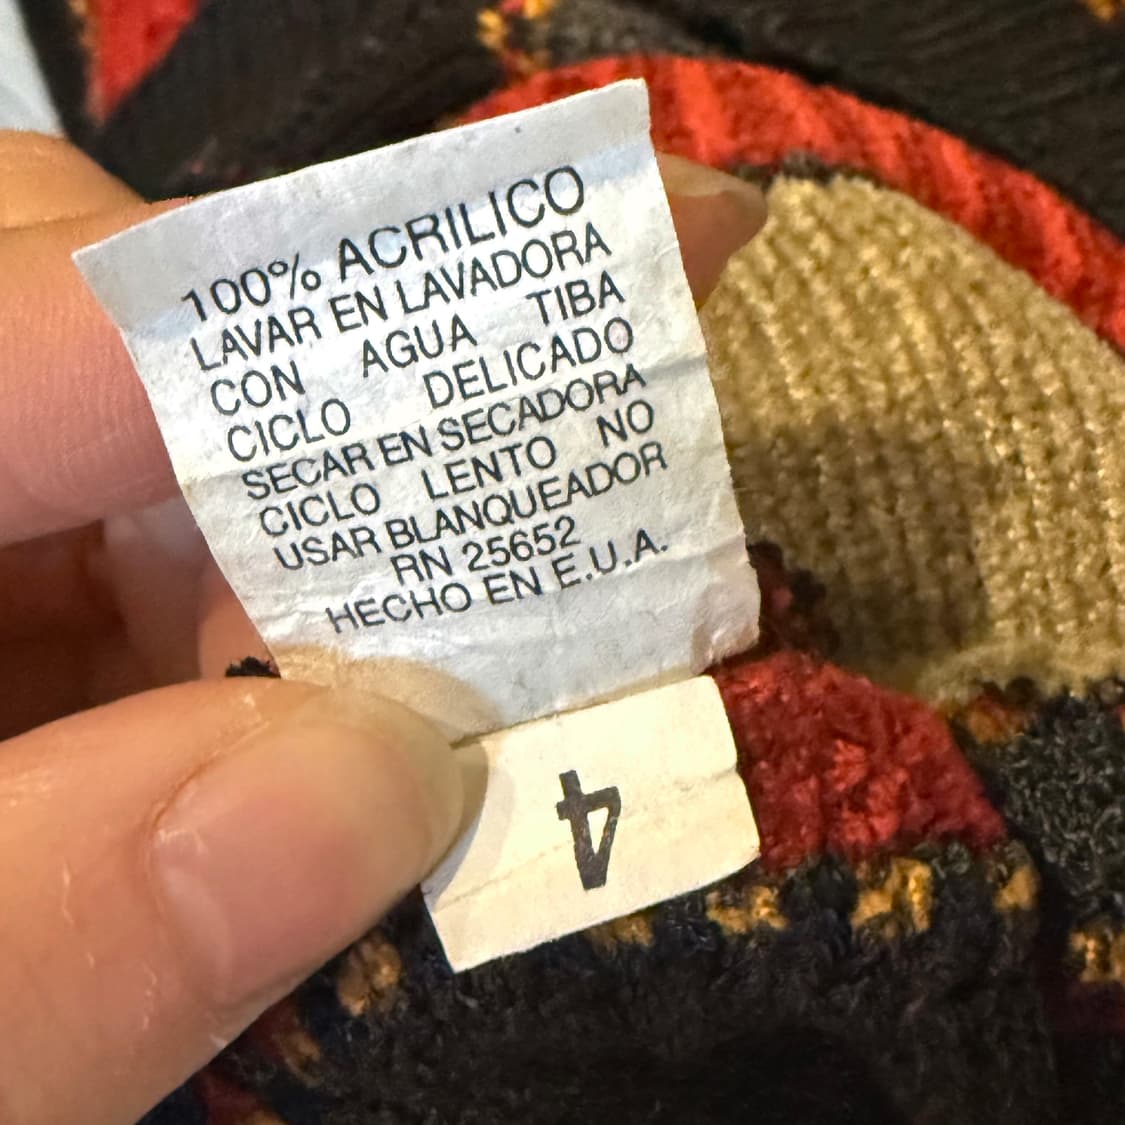 100% ACRILICO
LAVAR EN LAVADORA
CON AGUA TIBA
CICLO DELICADO
SECAR EN SECADORA
CICLO LENTO NO
USAR BLANQUEADOR
RN 25652
HECHO EN E.U.A.
4